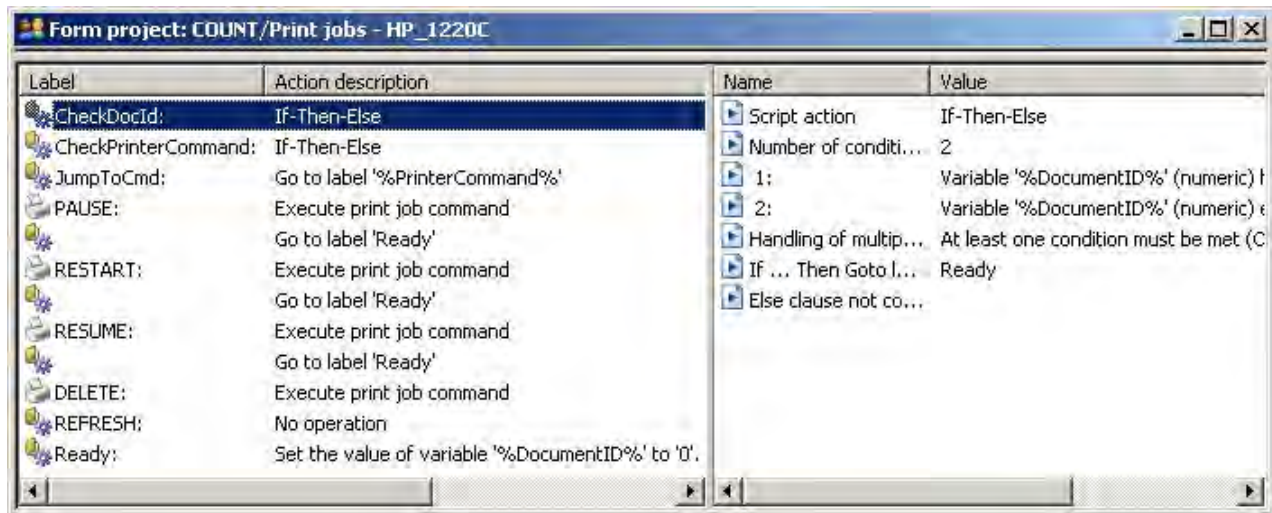 Form project: COUNT/Print jobs - HP_1220C
Label Action description
CheckDocId: If-Then-Else
CheckPrinterCommand: If-Then-Else
JumpToCmd: Go to label '%PrinterCommand%'
PAUSE: Execute print job command
Go to label 'Ready'
RESTART: Execute print job command
Go to label 'Ready'
RESUME: Execute print job command
Go to label 'Ready'
DELETE: Execute print job command
REFRESH: No operation
Ready: Set the value of variable '%DocumentID%' to '0'.
Name Value
Script action If-Then-Else
Number of conditi... 2
1: Variable '%DocumentID%' (numeric) h
2: Variable '%DocumentID%' (numeric) e
Handling of multip... At least one condition must be met (C
If ... Then Goto l... Ready
Else clause not co...